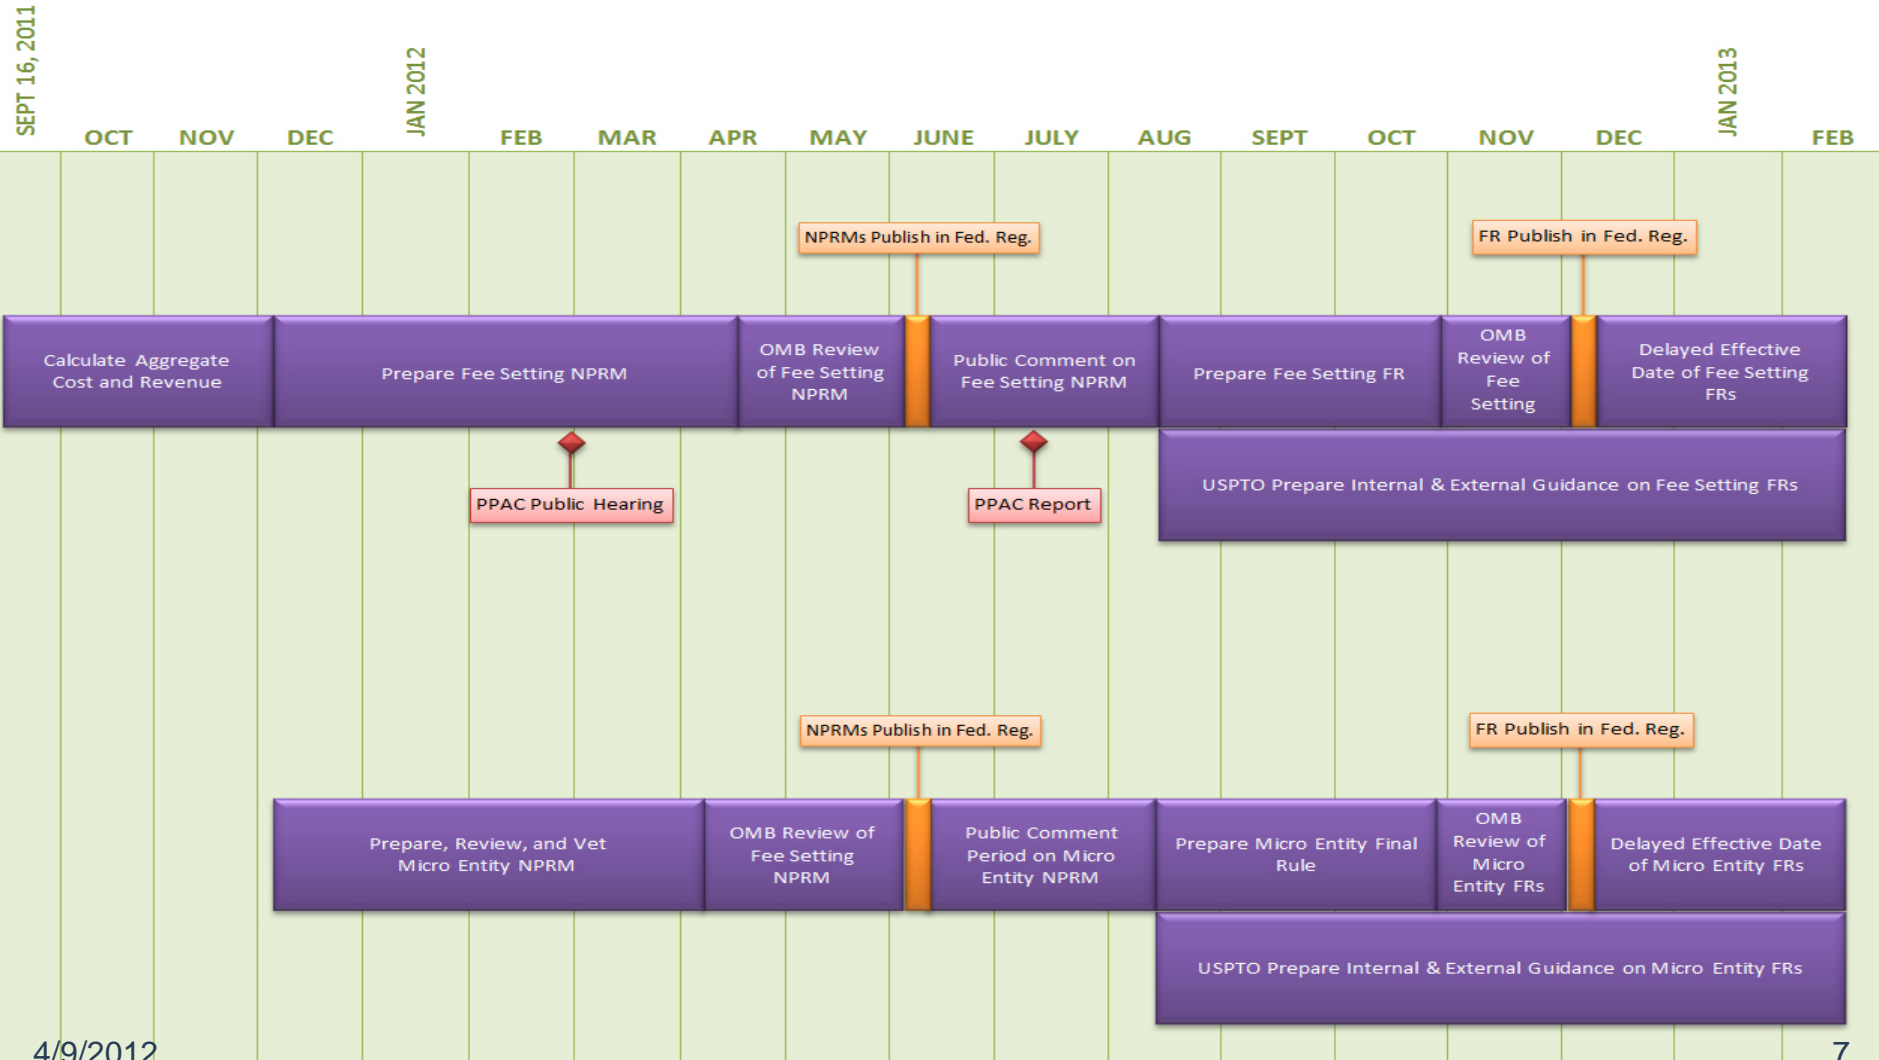 SEPT 16, 2011
OCT
NOV
DEC
JAN 2012
FEB
MAR
APR
MAY
JUNE
JULY
AUG
SEPT
OCT
NOV
DEC
JAN 2013
FEB
NPRMs Publish in Fed. Reg.
FR Publish in Fed. Reg.
Calculate Aggregate
Cost and Revenue
Prepare Fee Setting NPRM
OMB Review
of Fee Setting
NPRM
Public Comment on
Fee Setting NPRM
Prepare Fee Setting FR
OMB
Review of
Fee
Setting
Delayed Effective
Date of Fee Setting
FRs
PPAC Public Hearing
PPAC Report
USPTO Prepare Internal & External Guidance on Fee Setting FRs
NPRMs Publish in Fed. Reg.
FR Publish in Fed. Reg.
Prepare, Review, and Vet
Micro Entity NPRM
OMB Review of
Fee Setting
NPRM
Public Comment
Period on Micro
Entity NPRM
Prepare Micro Entity Final
Rule
OMB
Review of
Micro
Entity FRs
Delayed Effective Date
of Micro Entity FRs
USPTO Prepare Internal & External Guidance on Micro Entity FRs
4/9/2012
7